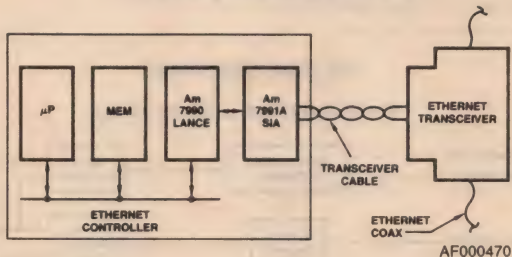 μP
MEM
Am
7990
LANCE
Am
7991A
SIA
ETHERNET
TRANSCEIVER
TRANSCEIVER
CABLE
ETHERNET
CONTROLLER
ETHERNET
COAX
AF000470